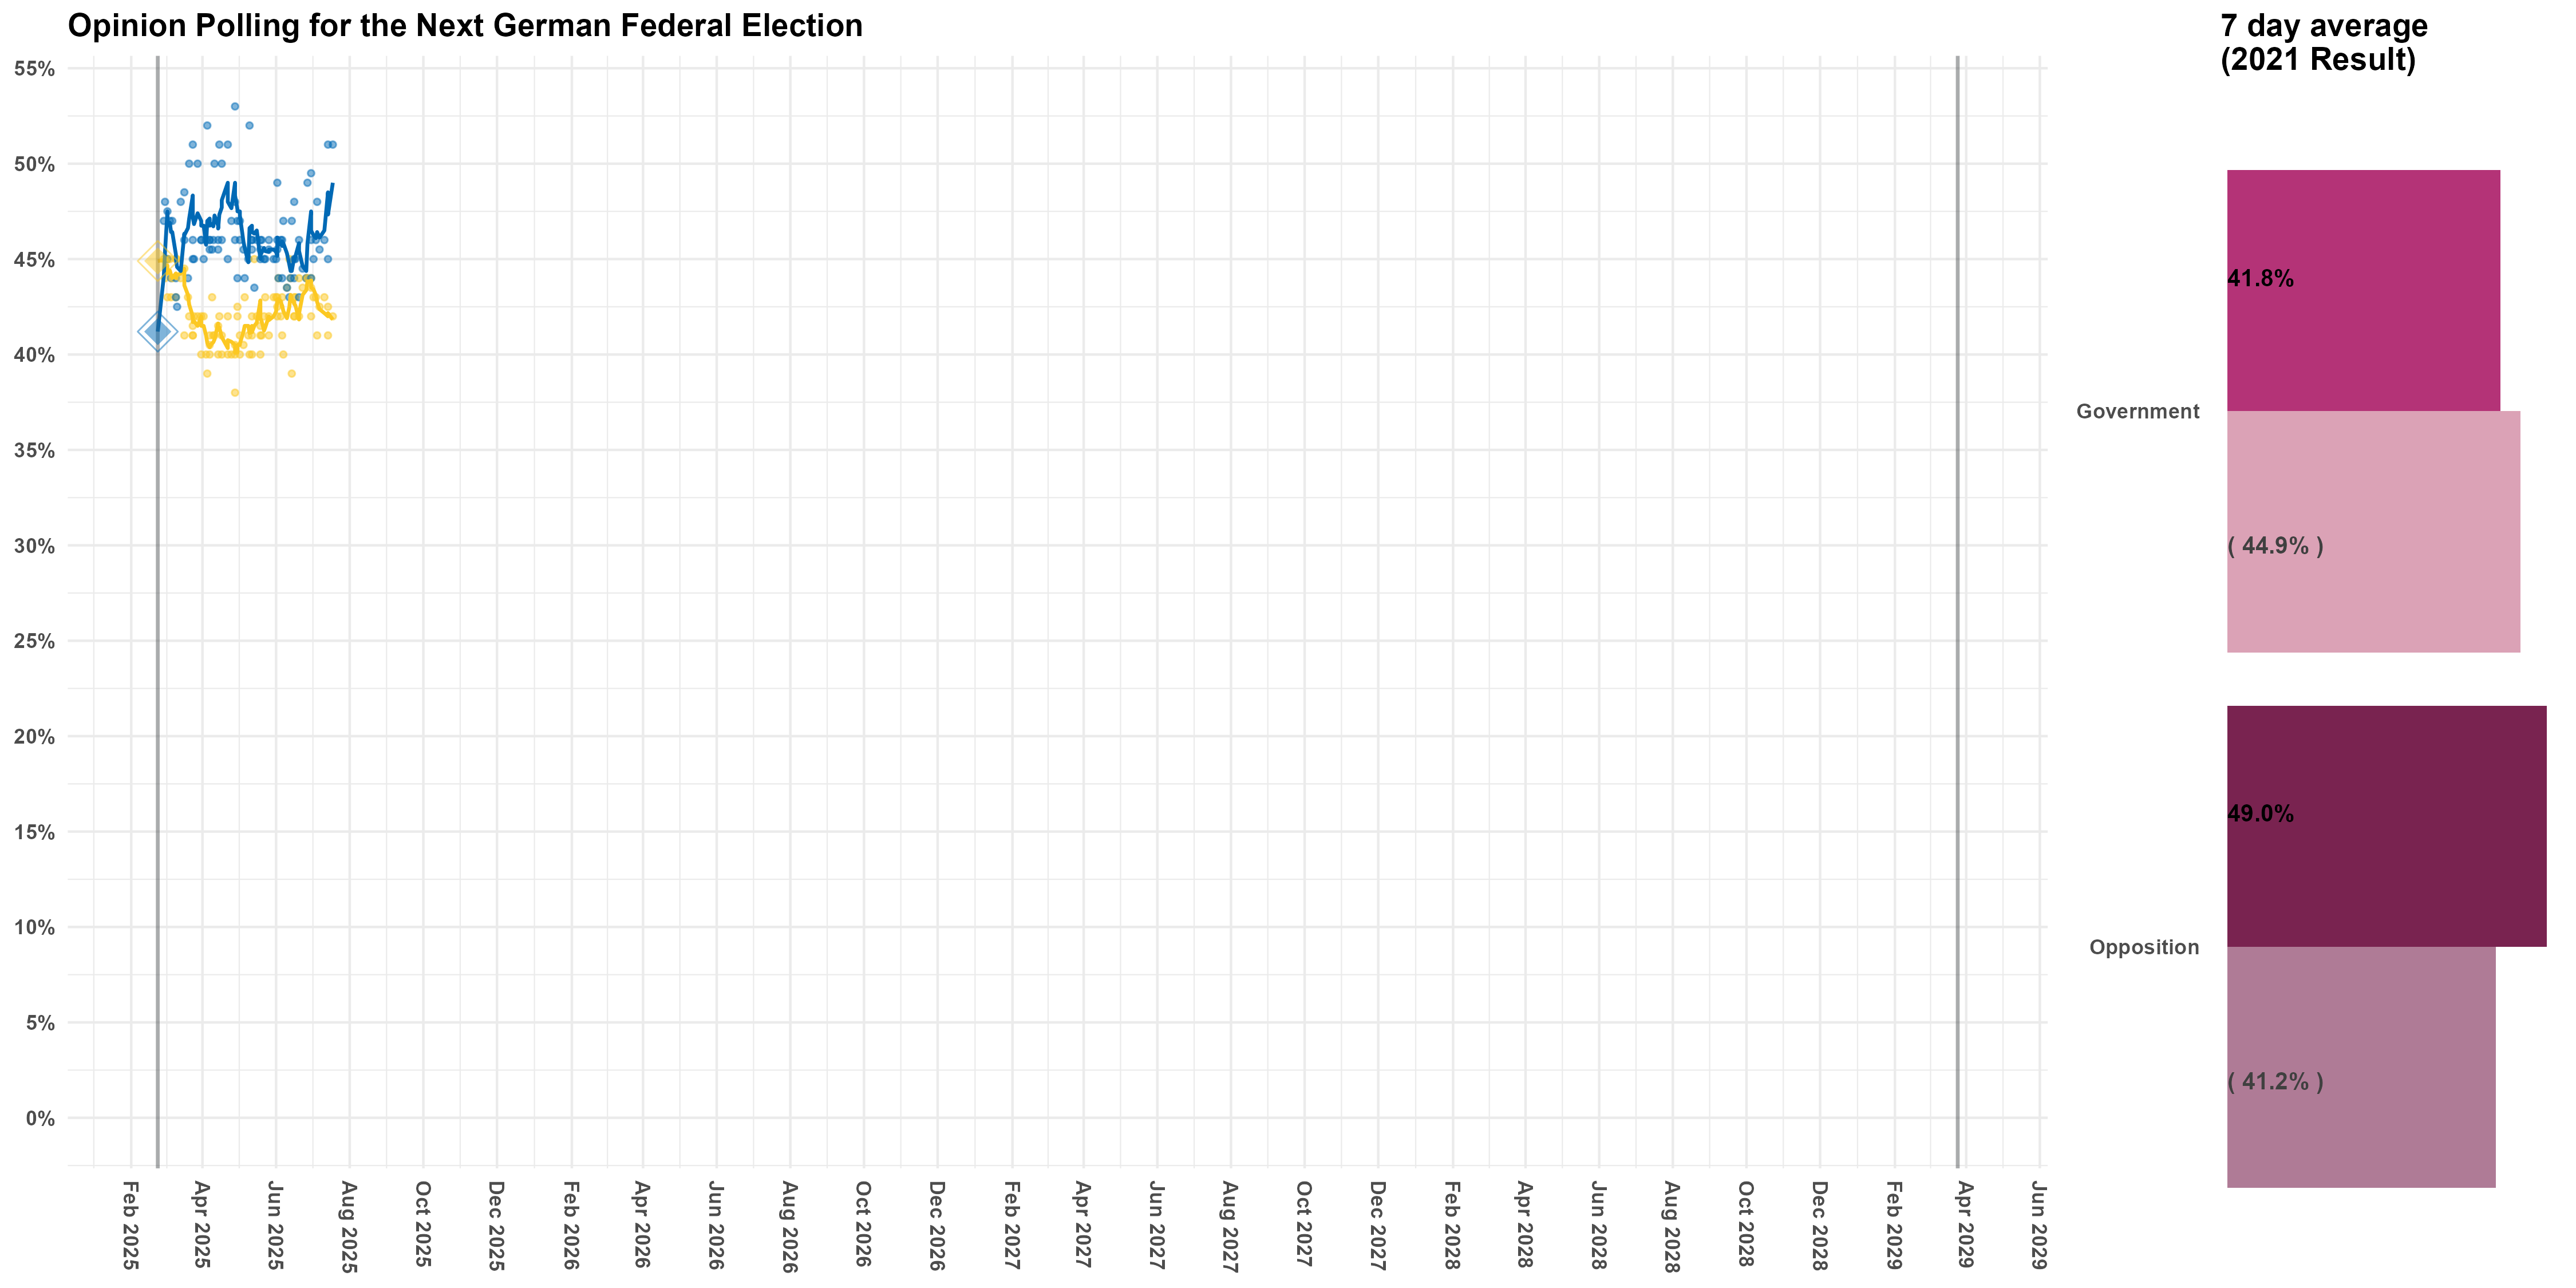 Opinion Polling for the Next German Federal Election
7 day average
(2021 Result)
55%
50%
45%
40%
35%
30%
25%
20%
15%
10%
5%
0%
Feb 2025
Apr 2025
Jun 2025
Aug 2025
Oct 2025
Dec 2025
Feb 2026
Apr 2026
Jun 2026
Aug 2026
Oct 2026
Dec 2026
Feb 2027
Apr 2027
Jun 2027
Aug 2027
Oct 2027
Dec 2027
Feb 2028
Apr 2028
Jun 2028
Aug 2028
Oct 2028
Dec 2028
Feb 2029
Apr 2029
Jun 2029
Government
41.8%
( 44.9% )
Opposition
49.0%
( 41.2% )